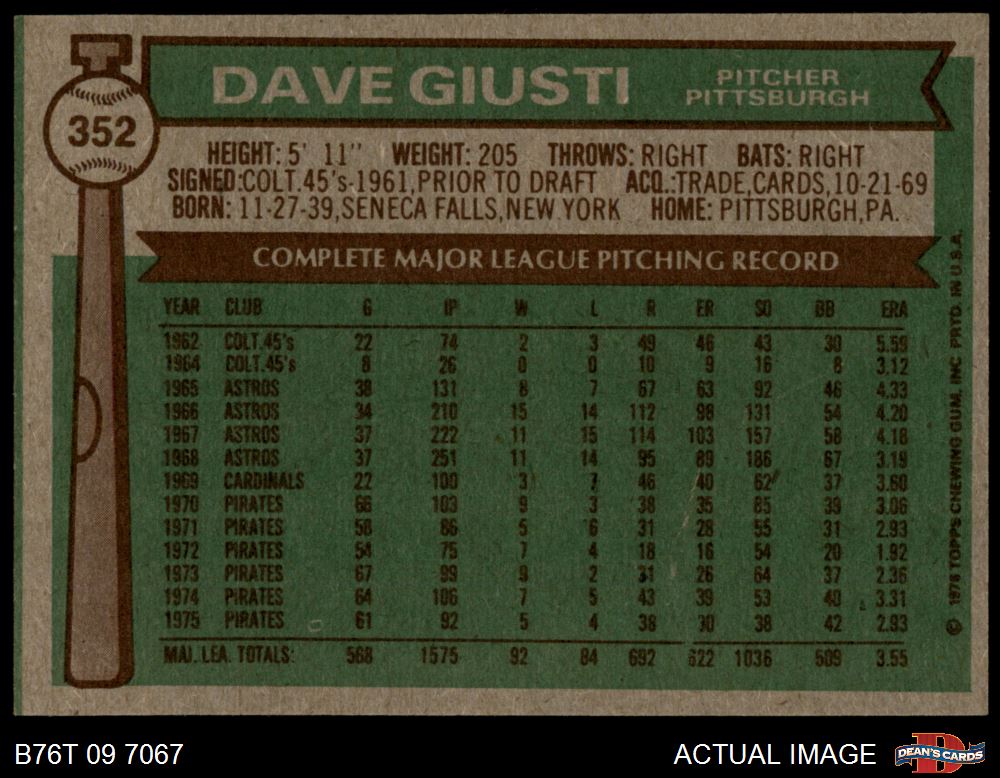 352
DAVE GIUSTI
PITCHER
PITTSBURGH
HEIGHT: 5' 11" WEIGHT: 205 THROWS: RIGHT BATS: RIGHT
SIGNED:COLT.45's-1961,PRIOR TO DRAFT ACQ.:TRADE,CARDS,10-21-69
BORN: 11-27-39,SENECA FALLS,NEW YORK HOME: PITTSBURGH,PA.
COMPLETE MAJOR LEAGUE PITCHING RECORD
YEAR CLUB G IP W L R ER SO BB ERA
1962 COLT.45's 22 74 2 3 49 46 43 30 5.59
1964 COLT.45's 8 26 0 0 10 9 16 8 3.12
1965 ASTROS 38 131 8 7 67 63 92 46 4.33
1966 ASTROS 34 210 15 14 112 98 131 54 4.20
1967 ASTROS 37 222 11 15 114 103 157 58 4.18
1968 ASTROS 37 251 11 14 95 89 186 67 3.19
1969 CARDINALS 22 100 3 7 46 40 62 37 3.60
1970 PIRATES 66 103 9 3 38 35 85 39 3.06
1971 PIRATES 58 86 5 6 31 28 55 31 2.93
1972 PIRATES 54 75 7 4 18 16 54 20 1.92
1973 PIRATES 67 99 9 2 31 26 64 37 2.36
1974 PIRATES 64 106 7 5 43 39 53 40 3.31
1975 PIRATES 61 92 5 4 38 30 38 42 2.93
MAJ. LEA. TOTALS: 568 1575 92 84 692 622 1036 509 3.55
© 1976 TOPPS CHEWING GUM, INC. PRTD. IN U.S.A.
B76T 09 7067
ACTUAL IMAGE
DEAN'S CARDS